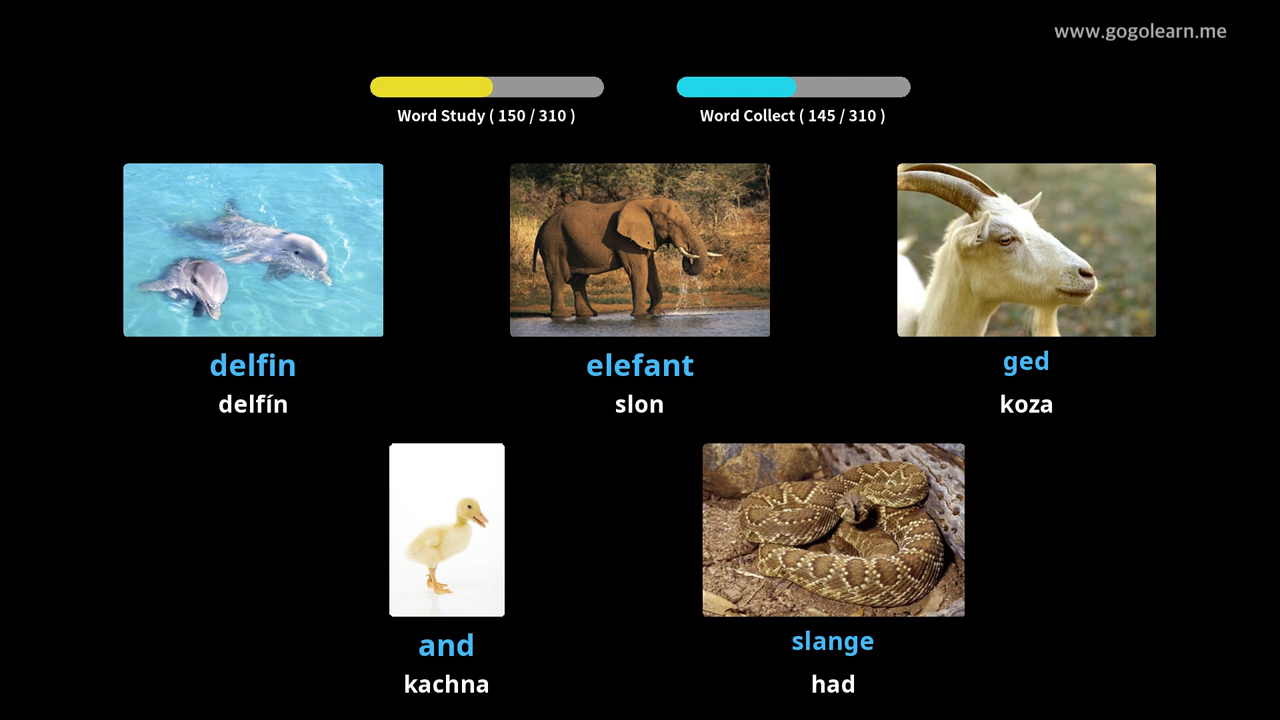 www.gogolearn.me
Word Study ( 150 / 310 )
Word Collect ( 145 / 310 )
delfin
delfín
elefant
slon
ged
koza
and
kachna
slange
had